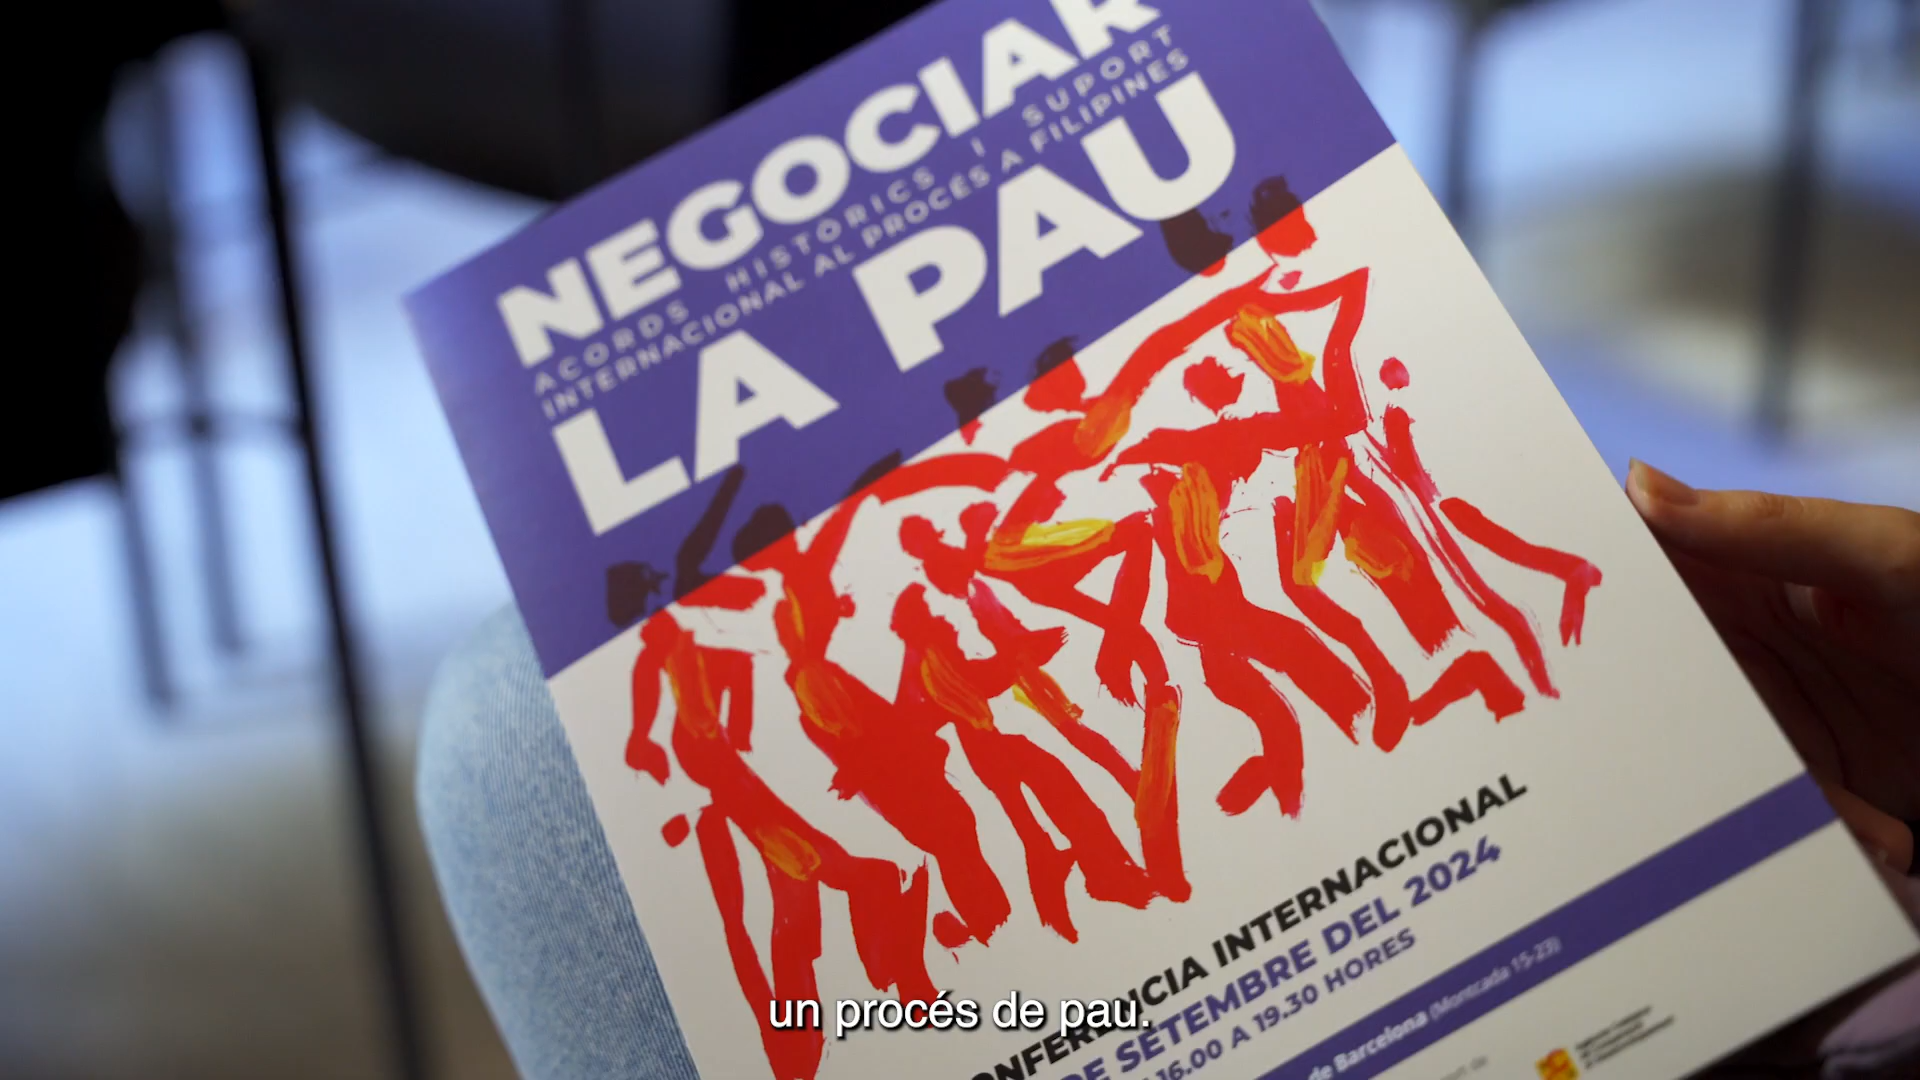 NEGOCIAR
ACORDS HISTÒRICS I SUPORT
INTERNACIONAL AL PROCÉS A FILIPINES
LA PAU
INTERNACIONAL
DE SETEMBRE DEL 2024
16.00 A 19.30 HORES
de Barcelona (Montcada 15-23)
un procés de pau.